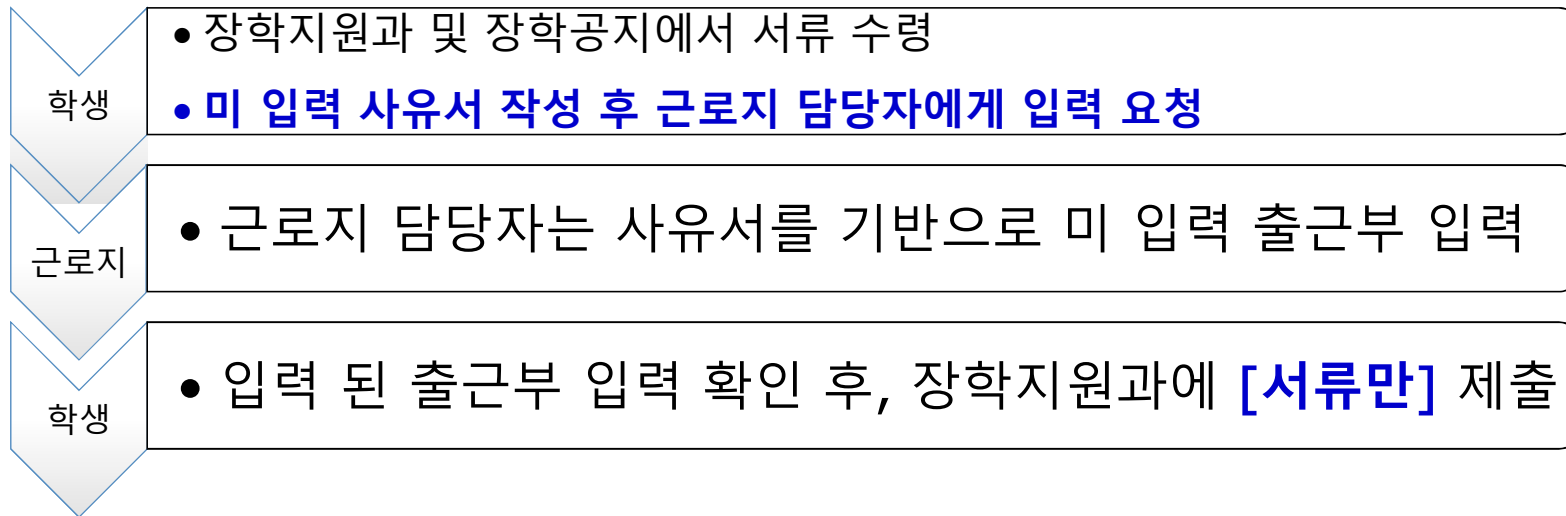 학생
• 장학지원과 및 장학공지에서 서류 수령
• 미 입력 사유서 작성 후 근로지 담당자에게 입력 요청
근로지
• 근로지 담당자는 사유서를 기반으로 미 입력 출근부 입력
학생
• 입력 된 출근부 입력 확인 후, 장학지원과에 [서류만] 제출